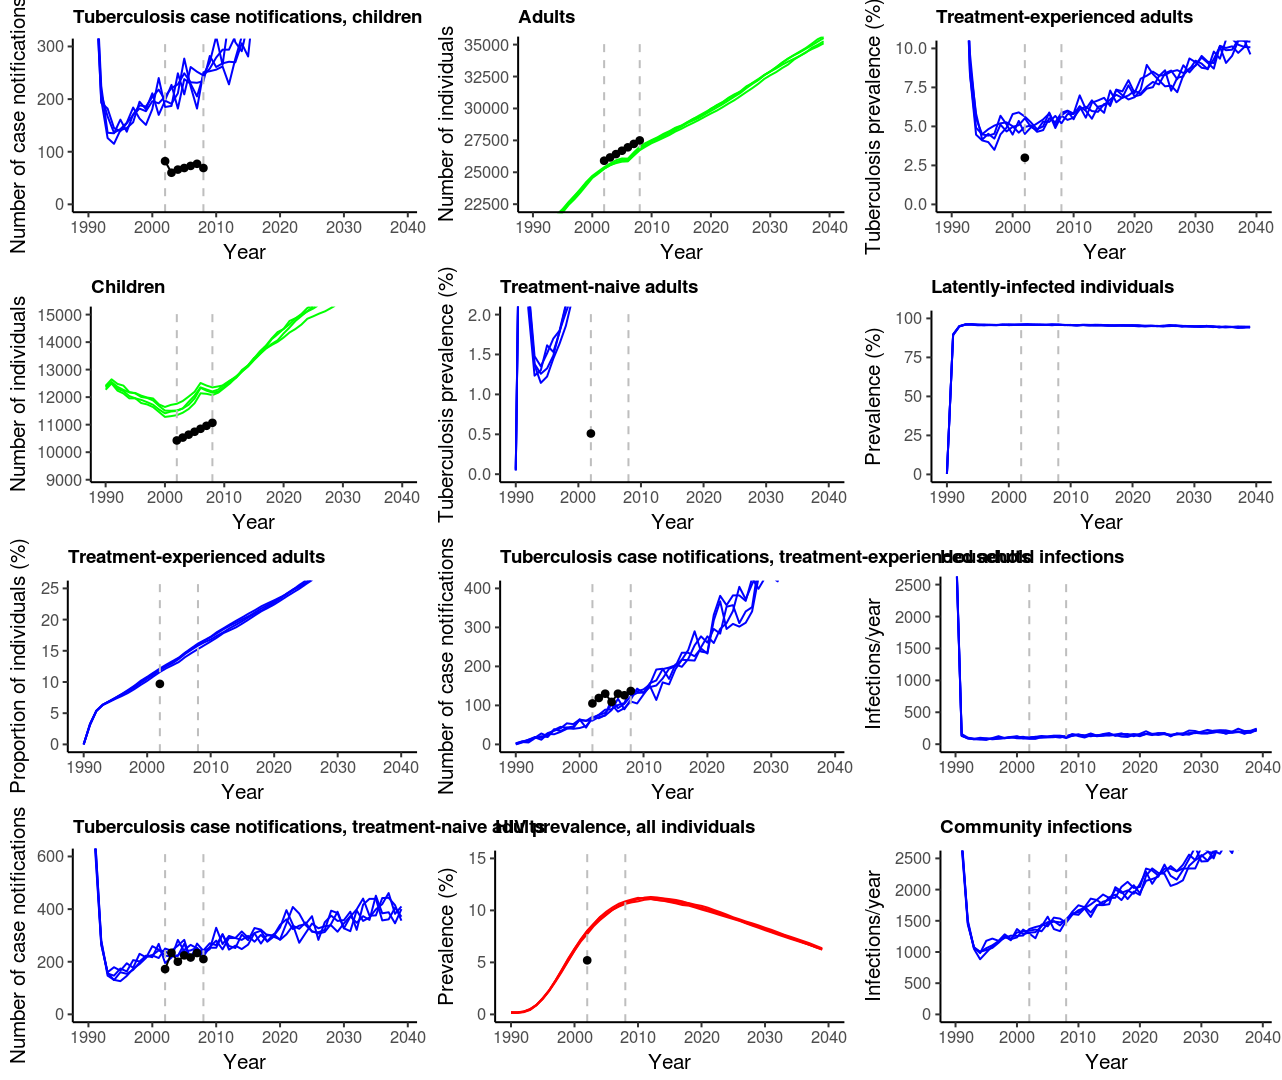 Tuberculosis case notifications, children
Number of case notifications
300
200
100
0
1990 2000 2010 2020 2030 2040
Year
Adults
Number of individuals
35000
32500
30000
27500
25000
22500
1990 2000 2010 2020 2030 2040
Year
Treatment-experienced adults
Tuberculosis prevalence (%)
10.0
7.5
5.0
2.5
0.0
1990 2000 2010 2020 2030 2040
Year
Children
Number of individuals
15000
14000
13000
12000
11000
10000
9000
1990 2000 2010 2020 2030 2040
Year
Treatment-naive adults
Tuberculosis prevalence (%)
2.0
1.5
1.0
0.5
0.0
1990 2000 2010 2020 2030 2040
Year
Latently-infected individuals
Prevalence (%)
100
75
50
25
0
1990 2000 2010 2020 2030 2040
Year
Treatment-experienced adults
Proportion of individuals (%)
25
20
15
10
5
0
1990 2000 2010 2020 2030 2040
Year
Tuberculosis case notifications, treatment-experienced adults
Number of case notifications
400
300
200
100
0
1990 2000 2010 2020 2030 2040
Year
Household infections
Infections/year
2500
2000
1500
1000
500
0
1990 2000 2010 2020 2030 2040
Year
Tuberculosis case notifications, treatment-naive adults
Number of case notifications
600
400
200
0
1990 2000 2010 2020 2030 2040
Year
HIV prevalence, all individuals
Prevalence (%)
15
10
5
0
1990 2000 2010 2020 2030 2040
Year
Community infections
Infections/year
2500
2000
1500
1000
500
0
1990 2000 2010 2020 2030 2040
Year